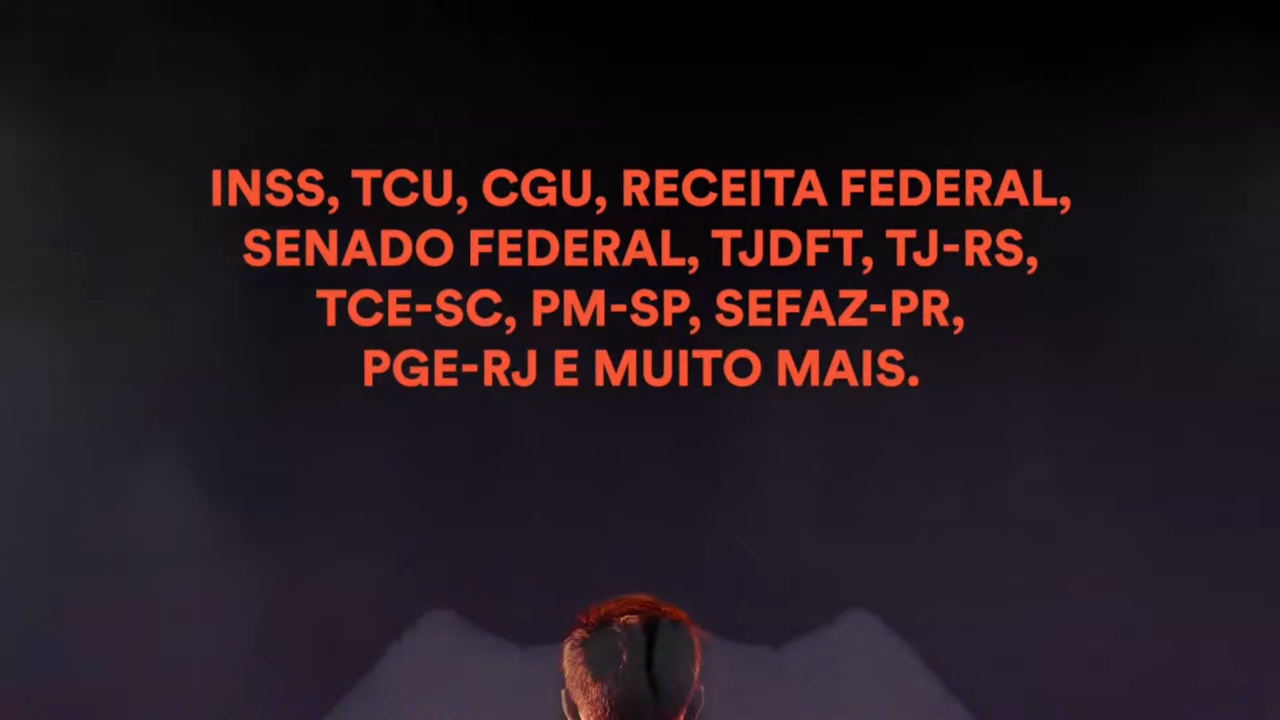 INSS, TCU, CGU, RECEITA FEDERAL,
SENADO FEDERAL, TJDFT, TJ-RS,
TCE-SC, PM-SP, SEFAZ-PR,
PGE-RJ E MUITO MAIS.